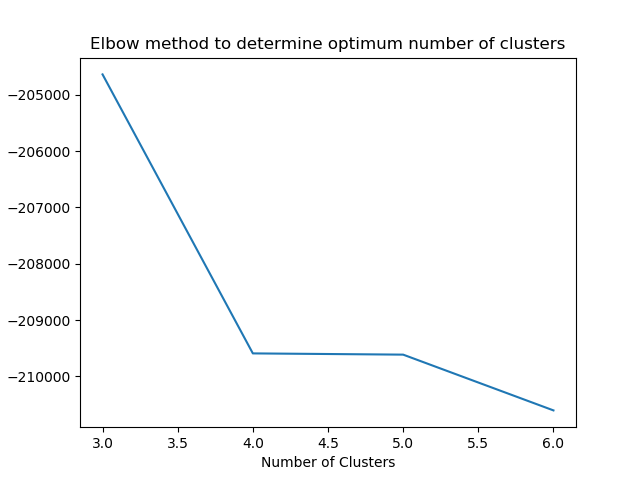 Elbow method to determine optimum number of clusters
−205000
−206000
−207000
−208000
−209000
−210000
3.0 3.5 4.0 4.5 5.0 5.5 6.0
Number of Clusters